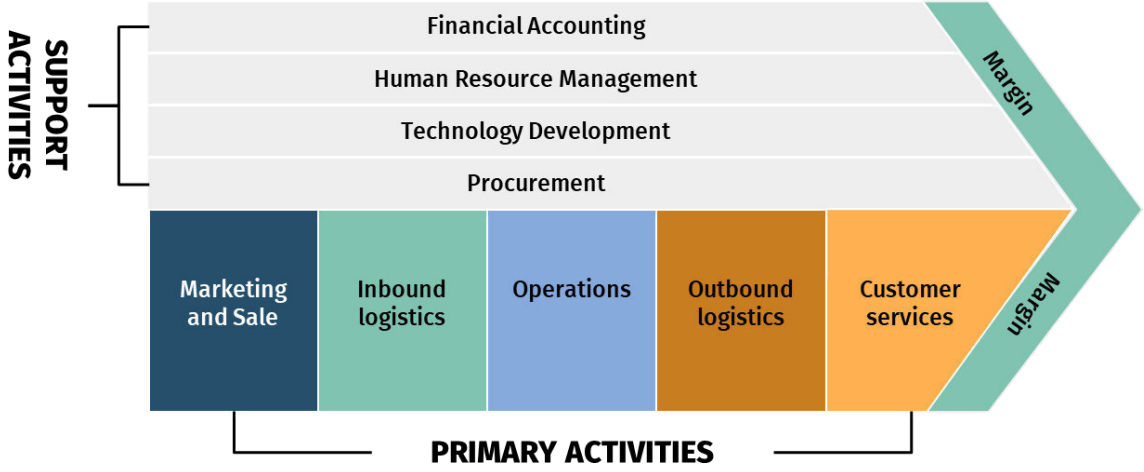 SUPPORT
ACTIVITIES
Financial Accounting
Human Resource Management
Technology Development
Procurement
Margin
Marketing
and Sale
Inbound
logistics
Operations
Outbound
logistics
Customer
services
Margin
PRIMARY ACTIVITIES